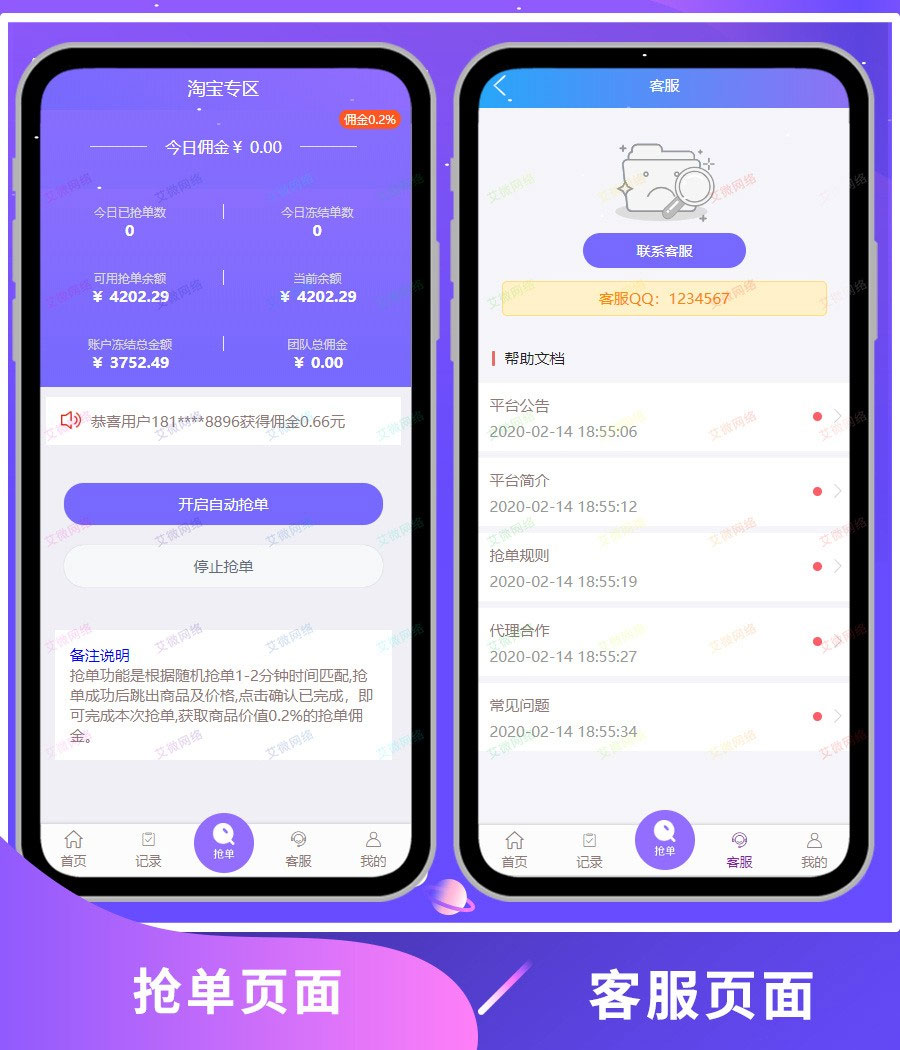 淘宝专区
佣金0.2%
今日佣金¥ 0.00
今日已抢单数
今日冻结单数
0
0
可用抢单余额
当前余额
¥ 4202.29
¥ 4202.29
账户冻结总金额
团队总佣金
¥ 3752.49
¥ 0.00
恭喜用户181****8896获得佣金0.66元
开启自动抢单
停止抢单
备注说明
抢单功能是根据随机抢单1-2分钟时间匹配,抢
单成功后跳出商品及价格,点击确认已完成，即
可完成本次抢单,获取商品价值0.2%的抢单佣
金。
首页
记录
抢单
客服
我的
客服
联系客服
客服QQ：1234567
帮助文档
平台公告
2020-02-14 18:55:06
平台简介
2020-02-14 18:55:12
抢单规则
2020-02-14 18:55:19
代理合作
2020-02-14 18:55:27
常见问题
2020-02-14 18:55:34
首页
记录
抢单
客服
我的
艾微网络
抢单页面
客服页面